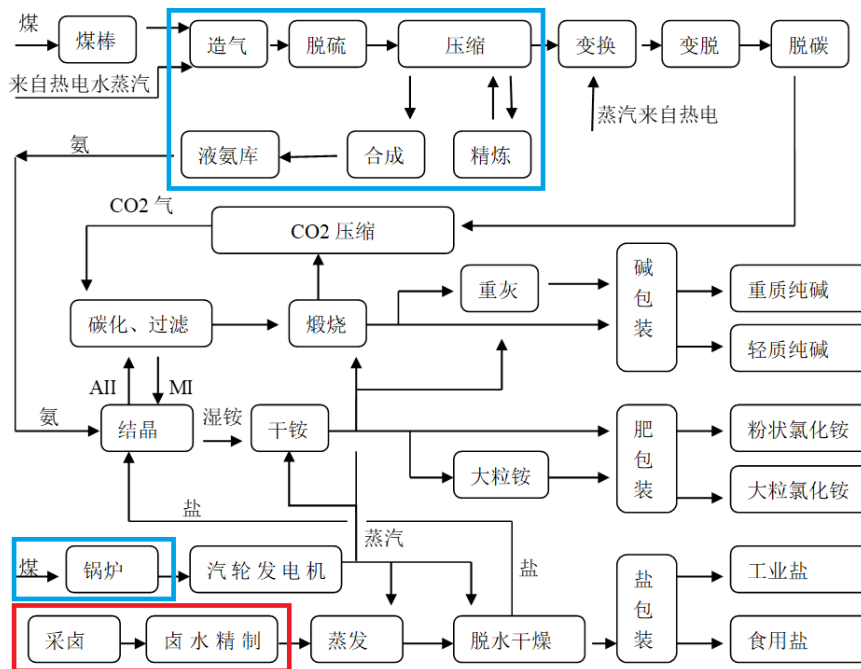 煤
煤棒
造气
脱硫
压缩
变换
变脱
脱碳
来自热电水蒸汽
蒸汽来自热电
氨
液氨库
合成
精炼
CO2 气
CO2 压缩
碱包装
重灰
重质纯碱
碳化、过滤
煅烧
轻质纯碱
AII
MI
氨
湿铵
结晶
干铵
肥包装
粉状氯化铵
大粒铵
大粒氯化铵
盐
蒸汽
煤
锅炉
汽轮发电机
盐
盐包装
工业盐
采卤
卤水精制
蒸发
脱水干燥
食用盐